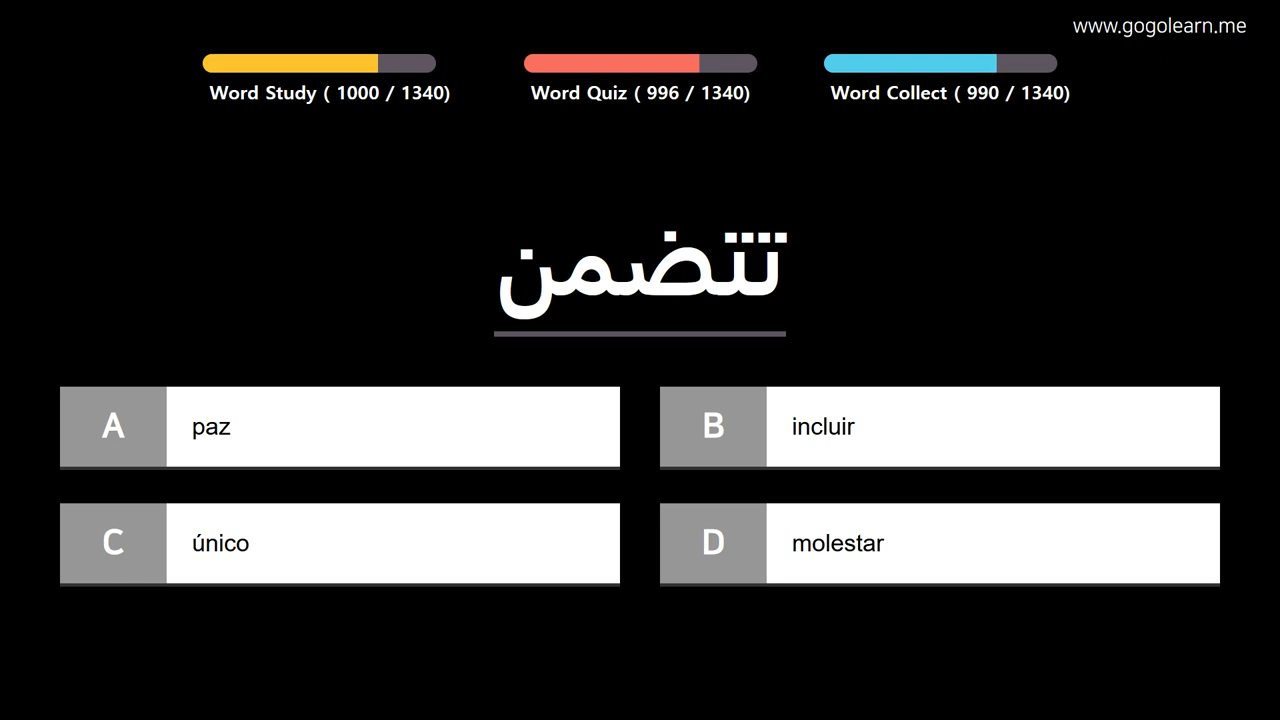 www.gogolearn.me
Word Study ( 1000 / 1340)
Word Quiz ( 996 / 1340)
Word Collect ( 990 / 1340)
تتضمن
A paz
B incluir
C único
D molestar